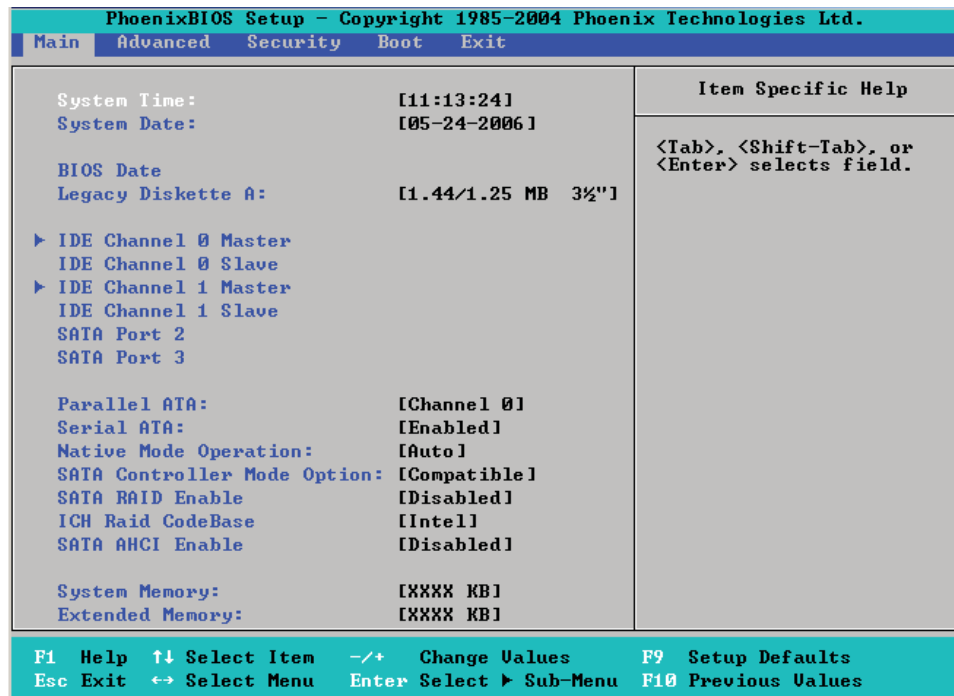 PhoenixBIOS Setup - Copyright 1985-2004 Phoenix Technologies Ltd.
Main Advanced Security Boot Exit
System Time: [11:13:24]
System Date: [05-24-2006]
BIOS Date
Legacy Diskette A: [1.44/1.25 MB 3½"]
▶ IDE Channel 0 Master
IDE Channel 0 Slave
▶ IDE Channel 1 Master
IDE Channel 1 Slave
SATA Port 2
SATA Port 3
Parallel ATA: [Channel 0]
Serial ATA: [Enabled]
Native Mode Operation: [Auto]
SATA Controller Mode Option: [Compatible]
SATA RAID Enable [Disabled]
ICH Raid CodeBase [Intel]
SATA AHCI Enable [Disabled]
System Memory: [XXXX KB]
Extended Memory: [XXXX KB]
Item Specific Help
<Tab>, <Shift-Tab>, or
<Enter> selects field.
F1 Help ↑↓ Select Item -/+ Change Values F9 Setup Defaults
Esc Exit ↔ Select Menu Enter Select ▶ Sub-Menu F10 Previous Values